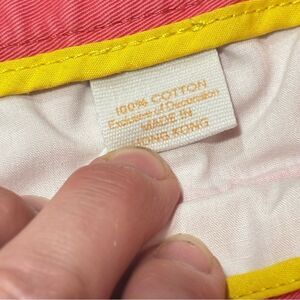 100% COTTON
Exclusive of Decoration
MADE IN
HONG KONG